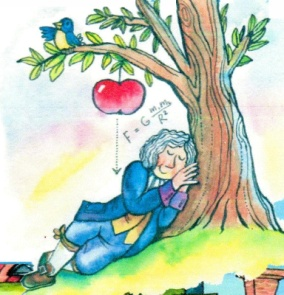 F = G m₁m₂/R²